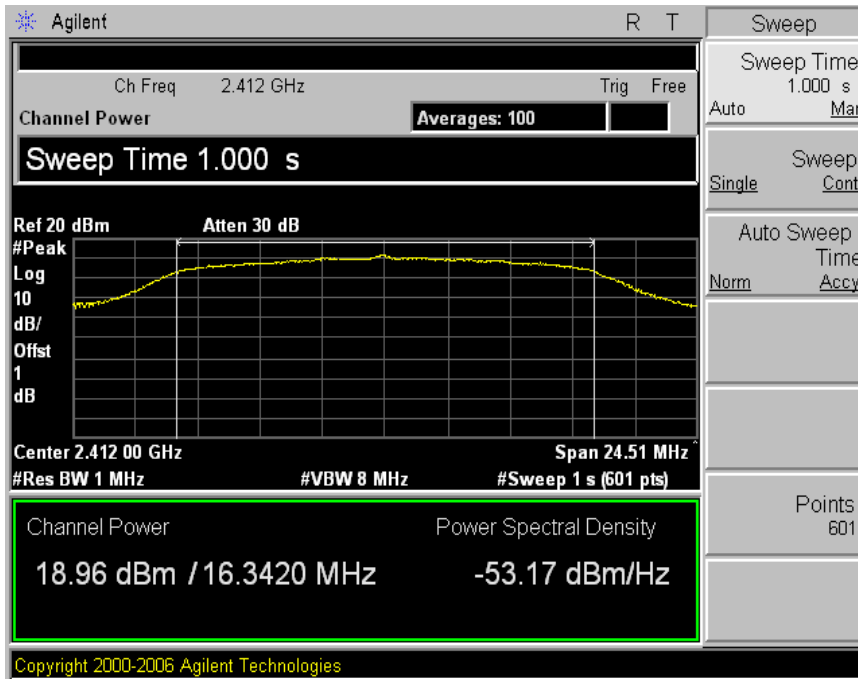 Agilent R T Sweep
Ch Freq 2.412 GHz Trig Free
Channel Power Averages: 100
Sweep Time 1.000 s
Ref 20 dBm Atten 30 dB
#Peak
Log
10
dB/
Offst
1
dB
Center 2.412 00 GHz Span 24.51 MHz
#Res BW 1 MHz #VBW 8 MHz #Sweep 1 s (601 pts)
Channel Power Power Spectral Density
18.96 dBm / 16.3420 MHz -53.17 dBm/Hz
Copyright 2000-2006 Agilent Technologies
Sweep Time
1.000 s
Auto Man
Sweep
Single Cont
Auto Sweep
Time
Norm Accy
Points
601